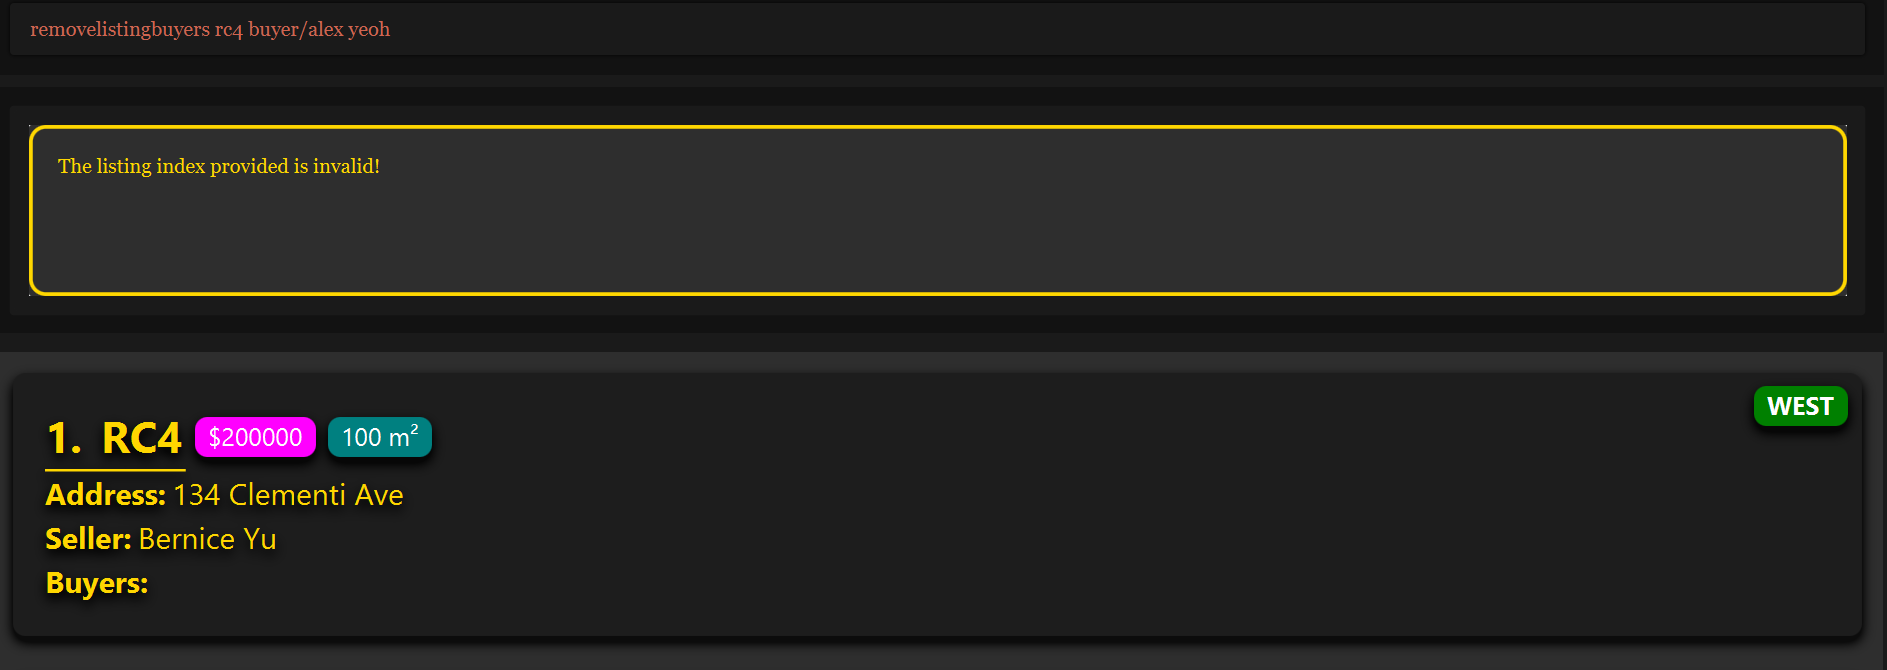 removelistingbuyers rc4 buyer/alex yeoh
The listing index provided is invalid!
1. RC4 $200000 100 m² WEST
Address: 134 Clementi Ave
Seller: Bernice Yu
Buyers: